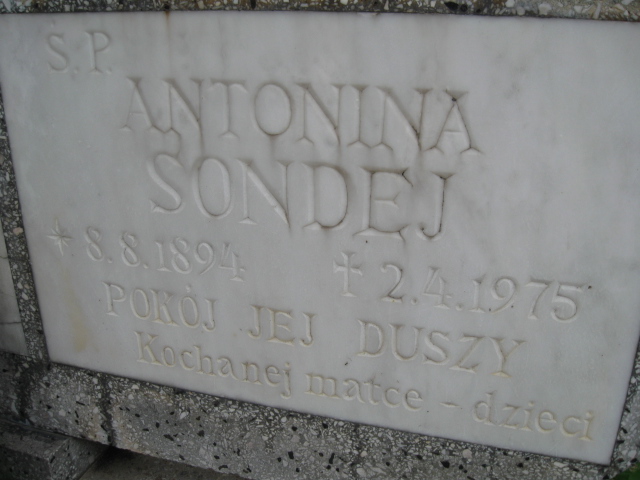 Ś.P.
ANTONINA
SONDEJ
* 8.8.1894 † 2.4.1975
POKÓJ JEJ DUSZY
Kochanej matce - dzieci